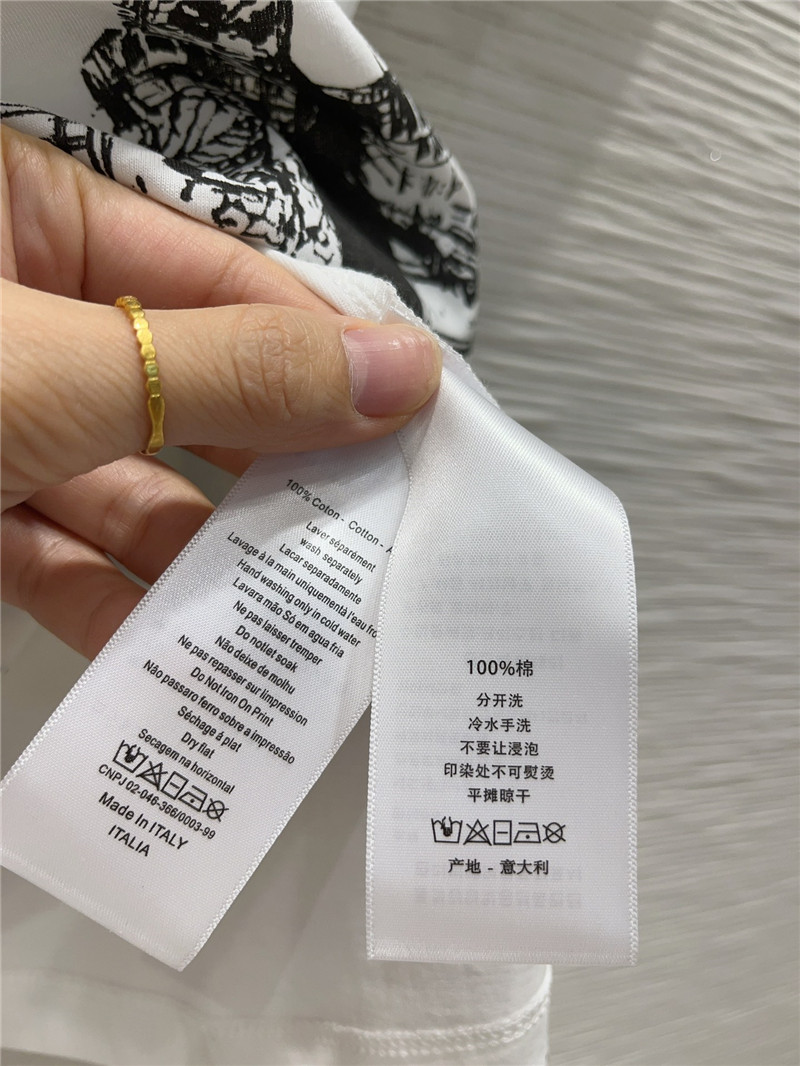 100% Coton - Cotton - A
Laver séparément
wash separately
Lacar separadamente
Lavage à la main uniquementà l'eau fro
Hand washing only in cold water
Lavara mão Só em agua fria
Ne pas laisser tremper
Do notlet soak
Não deixe de molhu
Ne pas repasser sur limpression
Do Not Iron On Print
Não passaro ferro sobre a impressão
Séchage à plat
Dry flat
Secagem na horizontal
CNPJ 02-046-366/0003-99
Made In ITALY
ITALIA
100%棉
分开洗
冷水手洗
不要让浸泡
印染处不可熨烫
平摊晾干
产地 - 意大利